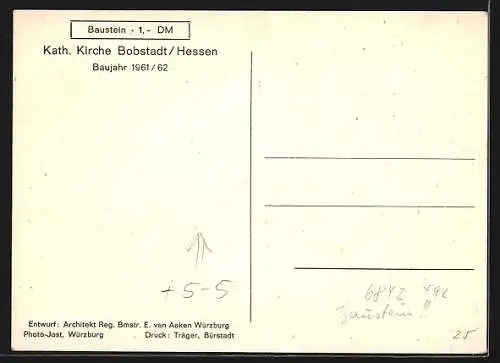 Baustein - 1,- DM
Kath. Kirche Bobstadt/Hessen
Baujahr 1961/62
+5-5
6842
Baustein!!
Entwurf: Architekt Reg. Bmstr. E. van Aaken Würzburg
Photo-Jost, Würzburg Druck: Träger, Bürstadt
25